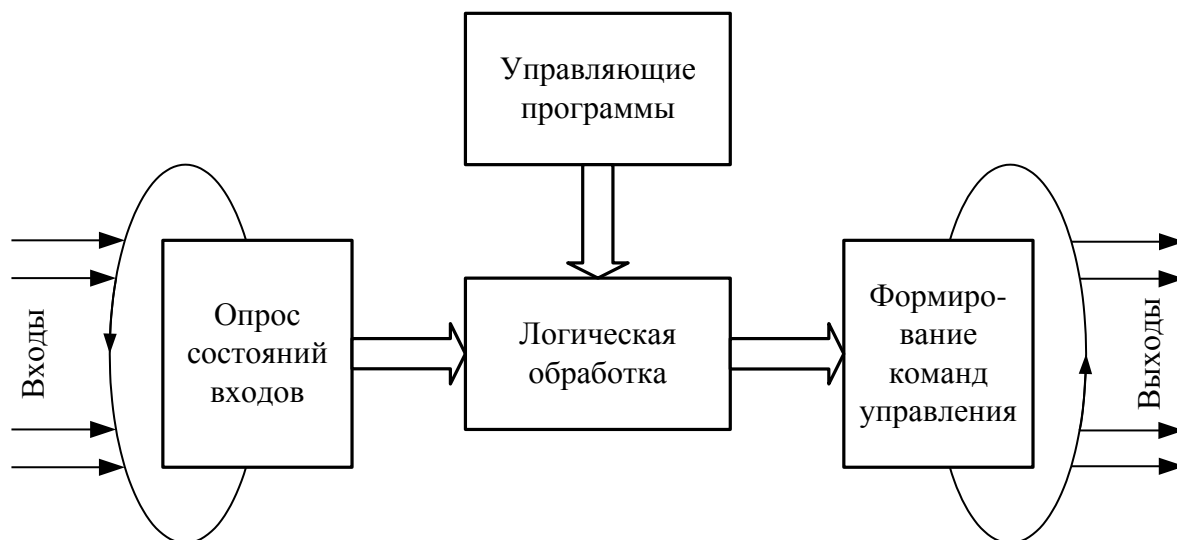 Управляющие
программы
Входы
Опрос
состояний
входов
Логическая
обработка
Формиро-
вание
команд
управления
Выходы